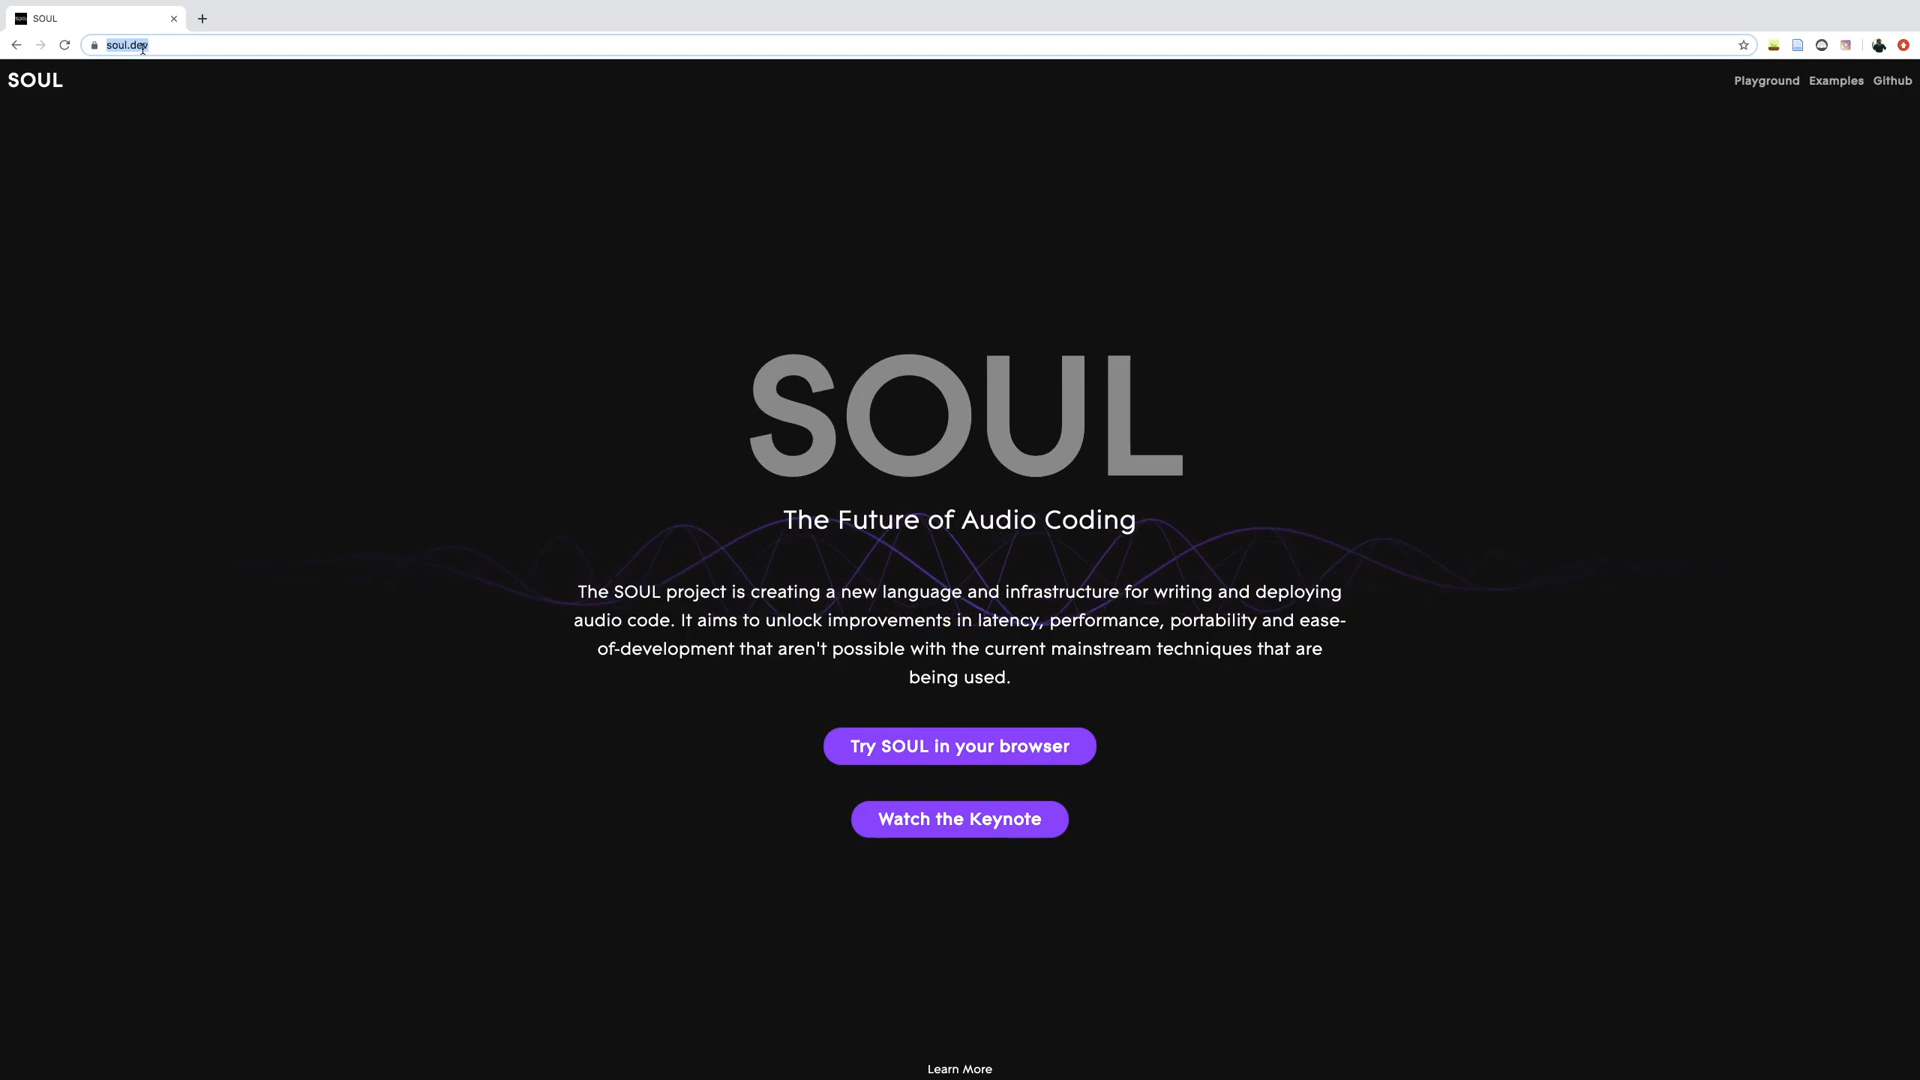 SOUL
soul.dev
SOUL
Playground Examples Github
SOUL
The Future of Audio Coding
The SOUL project is creating a new language and infrastructure for writing and deploying
audio code. It aims to unlock improvements in latency, performance, portability and ease-
of-development that aren't possible with the current mainstream techniques that are
being used.
Try SOUL in your browser
Watch the Keynote
Learn More